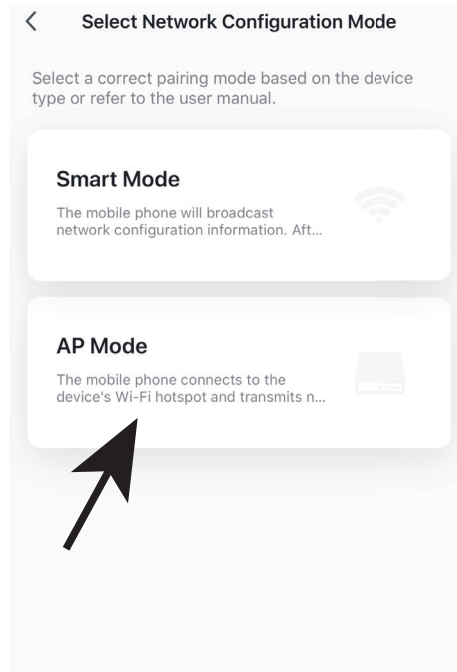 Select Network Configuration Mode
Select a correct pairing mode based on the device
type or refer to the user manual.
Smart Mode
The mobile phone will broadcast
network configuration information. Aft...
AP Mode
The mobile phone connects to the
device's Wi-Fi hotspot and transmits n...